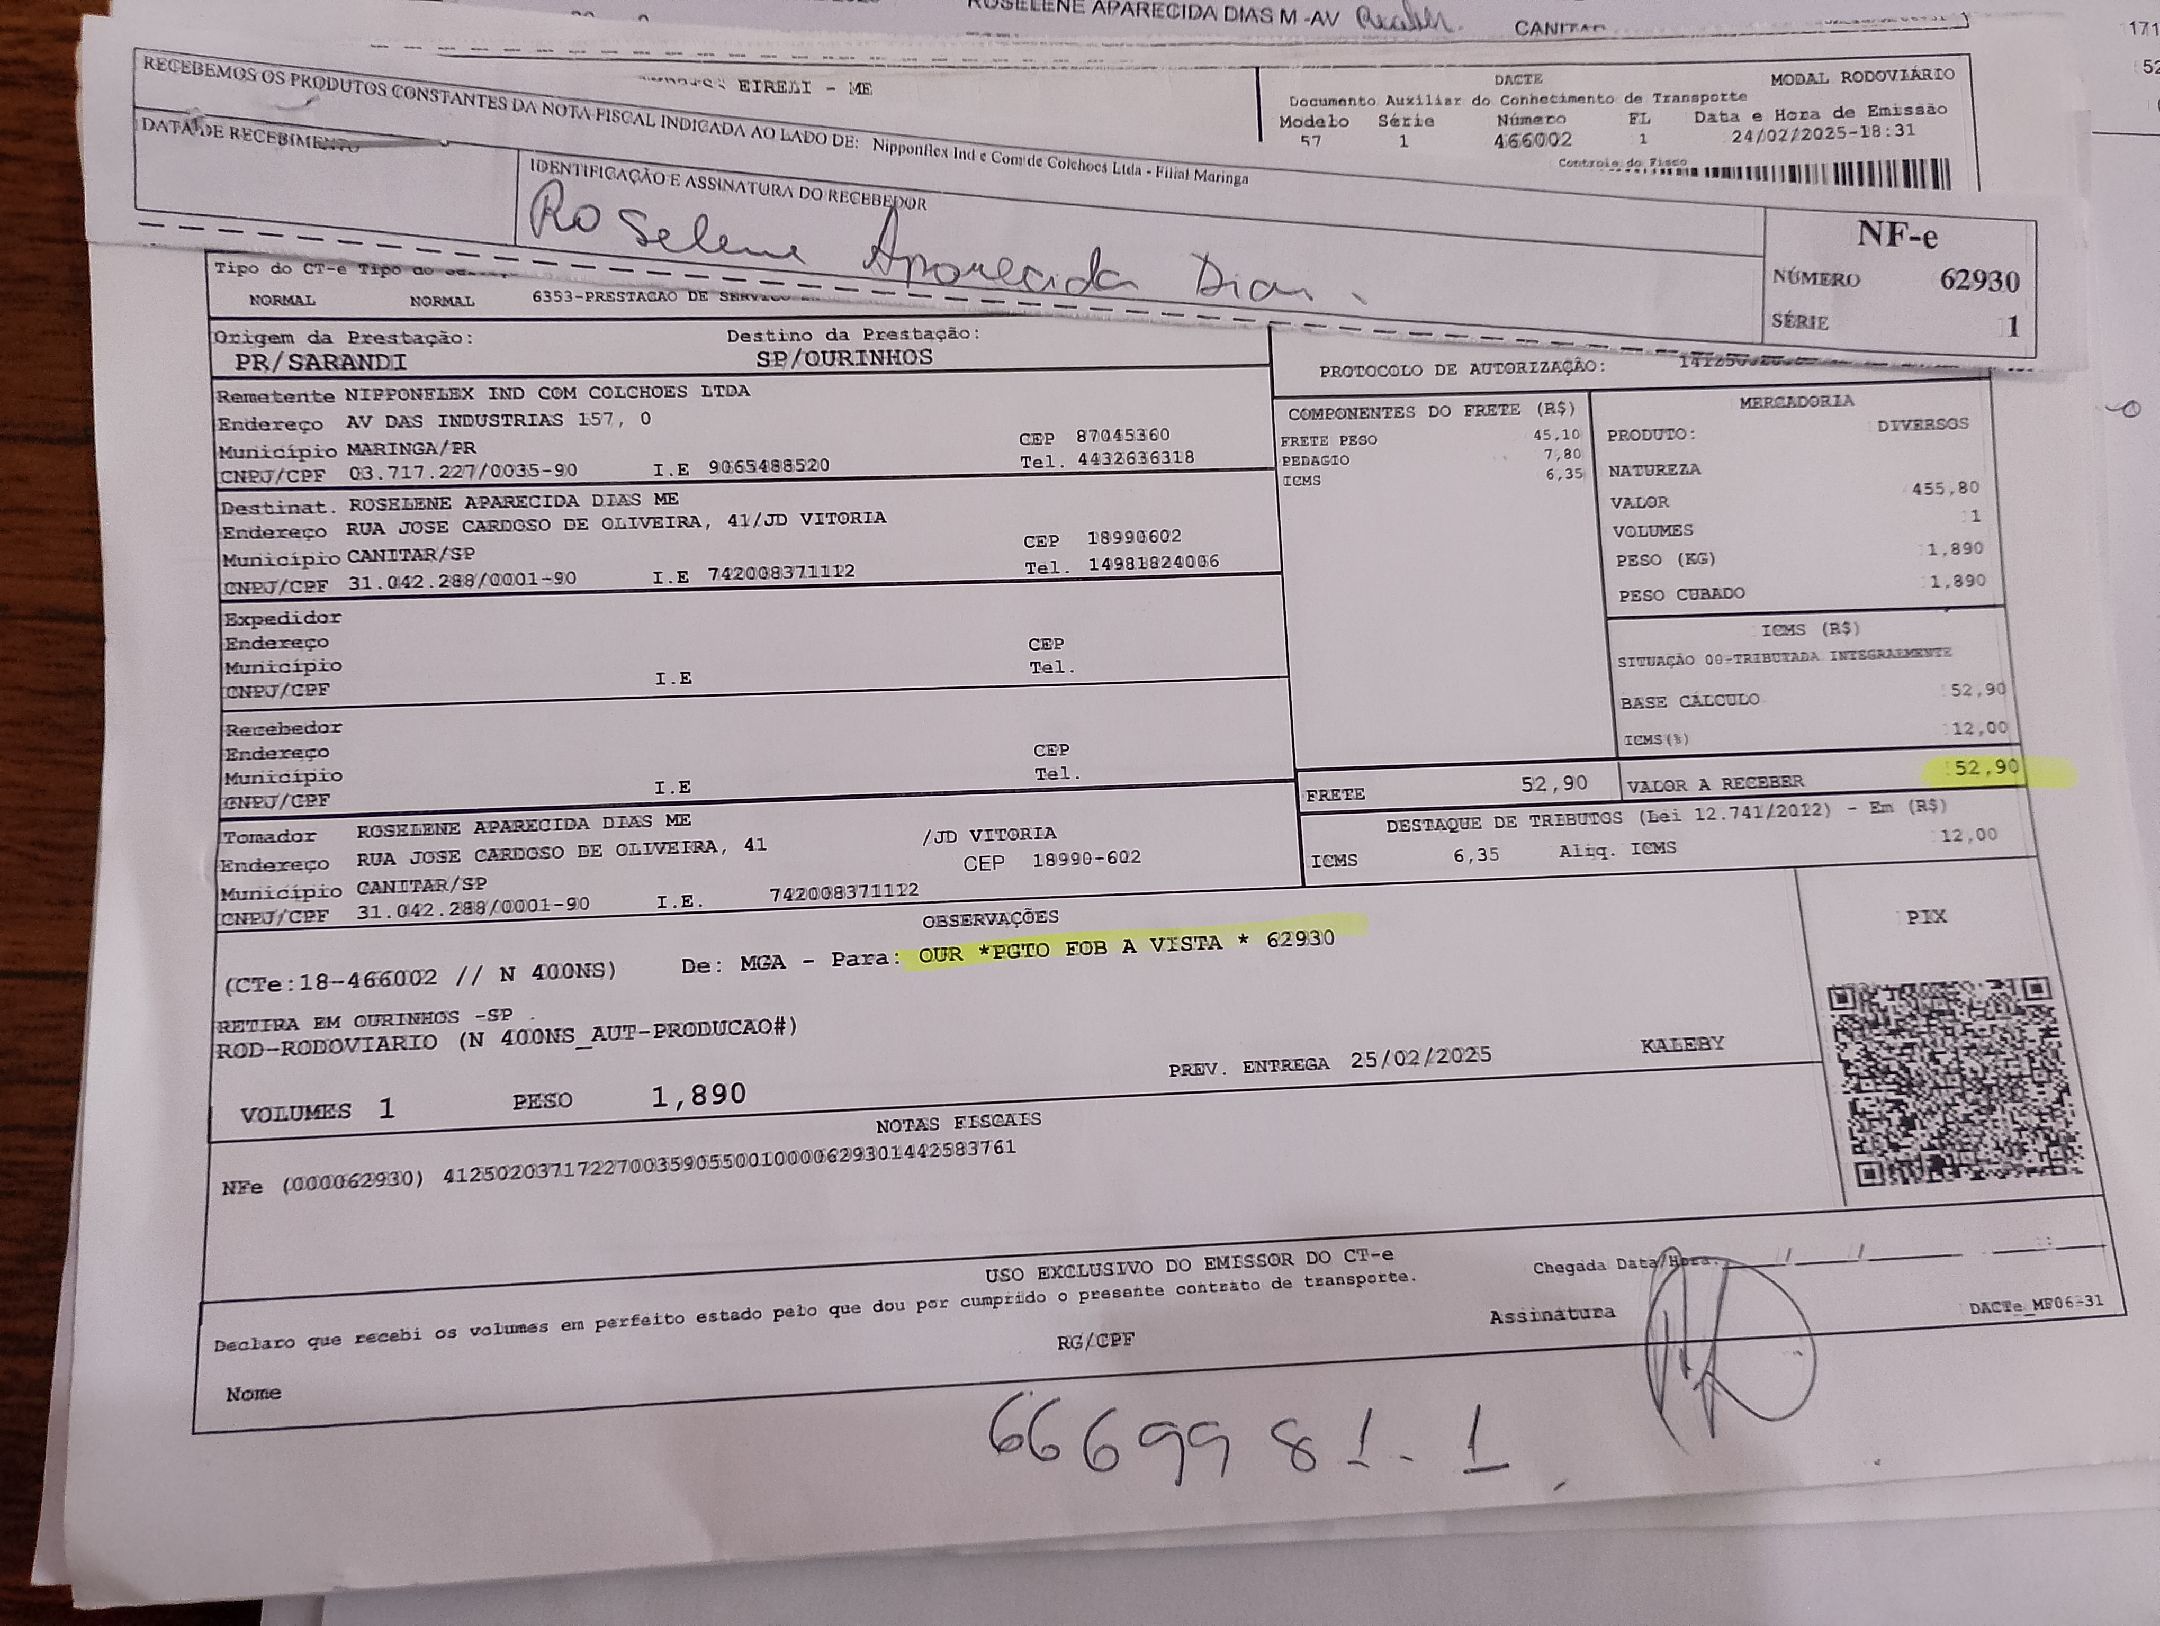 ROSELENE APARECIDA DIAS M -AV
CANITAR
171
52
EIRELI - ME
DACTE MODAL RODOVIÁRIO
Documento Auxiliar do Conhecimento de Transporte
Modelo Série Número FL Data e Hora de Emissão
57 1 466002 1 24/02/2025-18:31
Controle do Fisco
RECEBEMOS OS PRODUTOS CONSTANTES DA NOTA FISCAL INDICADA AO LADO DE: Nipponflex Ind e Com de Colchoes Ltda - Filial Maringa
DATA DE RECEBIMENTO
IDENTIFICAÇÃO E ASSINATURA DO RECEBEDOR
Roselene Aparecida Dias
NF-e
NÚMERO 62930
SÉRIE 1
Tipo do CT-e Tipo do
NORMAL NORMAL 6353-PRESTACAO DE SERVICO
Origem da Prestação: Destino da Prestação:
PR/SARANDI SP/OURINHOS
Remetente NIPPONFLEX IND COM COLCHOES LTDA
Endereço AV DAS INDUSTRIAS 157, 0
Município MARINGA/PR CEP 87045360
CNPJ/CPF 03.717.227/0035-90 I.E 9065488520 Tel. 4432636318
Destinat. ROSELENE APARECIDA DIAS ME
Endereço RUA JOSE CARDOSO DE OLIVEIRA, 41/JD VITORIA
Município CANITAR/SP CEP 18990602
CNPJ/CPF 31.042.288/0001-90 I.E 742008371112 Tel. 14981824006
Expedidor
Endereço
Município CEP
CNPJ/CPF I.E Tel.
Recebedor
Endereço
Município CEP
CNPJ/CPF I.E Tel.
Tomador ROSELENE APARECIDA DIAS ME
Endereço RUA JOSE CARDOSO DE OLIVEIRA, 41 /JD VITORIA
Município CANITAR/SP CEP 18990-602
CNPJ/CPF 31.042.288/0001-90 I.E. 742008371112
PROTOCOLO DE AUTORIZAÇÃO:
COMPONENTES DO FRETE (R$)
FRETE PESO 45,10
PEDAGIO 7,80
ICMS 6,35
MERCADORIA
PRODUTO: DIVERSOS
NATUREZA
VALOR 455,80
VOLUMES 1
PESO (KG) 1,890
PESO CUBADO 1,890
ICMS (R$)
SITUAÇÃO 00-TRIBUTADA INTEGRALMENTE
BASE CÁLCULO 52,90
ICMS(%) 12,00
FRETE 52,90 VALOR A RECEBER 52,90
DESTAQUE DE TRIBUTOS (Lei 12.741/2012) - Em (R$)
ICMS 6,35 Aliq. ICMS 12,00
OBSERVAÇÕES
(CTe:18-466002 // N 400NS) De: MGA - Para: OUR *PGTO FOB A VISTA * 62930
RETIRA EM OURINHOS -SP .
ROD-RODOVIARIO (N 400NS_AUT-PRODUCAO#)
PREV. ENTREGA 25/02/2025 KALEBY
VOLUMES 1 PESO 1,890
PIX
NOTAS FISCAIS
NFe (000062930) 41250203717227003590550010000629301442583761
USO EXCLUSIVO DO EMISSOR DO CT-e
Declaro que recebi os volumes em perfeito estado pelo que dou por cumprido o presente contrato de transporte.
Chegada Data/Hora.
Nome RG/CPF Assinatura
DACTe_MF06-31
6669981-1